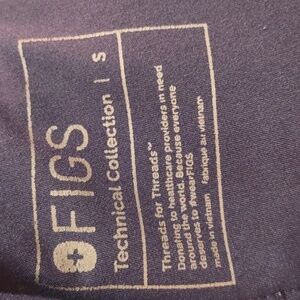 FIGS
Technical Collection | S
Threads for Threads™
Donating to healthcare providers in need
around the world. Because everyone
deserves to #wearFIGS
made in vietnam fabriqué au vietnam